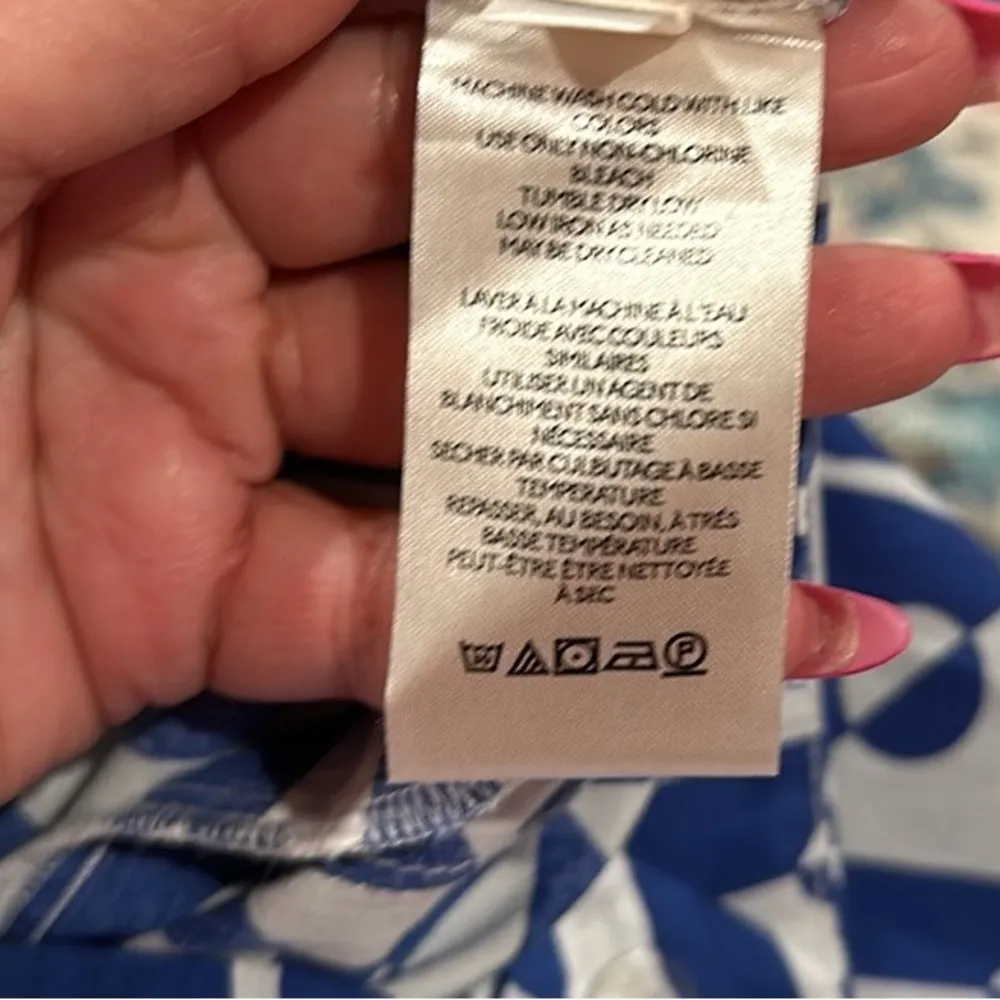 MACHINE WASH COLD WITH LIKE
COLORS
USE ONLY NON-CHLORINE
BLEACH
TUMBLE DRY LOW
LOW IRON AS NEEDED
MAY BE DRY CLEANED
LAVER À LA MACHINE À L'EAU
FROIDE AVEC COULEURS
SIMILAIRES
UTILISER UN AGENT DE
BLANCHIMENT SANS CHLORE SI
NÉCESSAIRE
SÉCHER PAR CULBUTAGE À BASSE
TEMPÉRATURE
REPASSER, AU BESOIN, À TRÈS
BASSE TEMPÉRATURE
PEUT-ÊTRE ÊTRE NETTOYÉE
À SEC
30
P